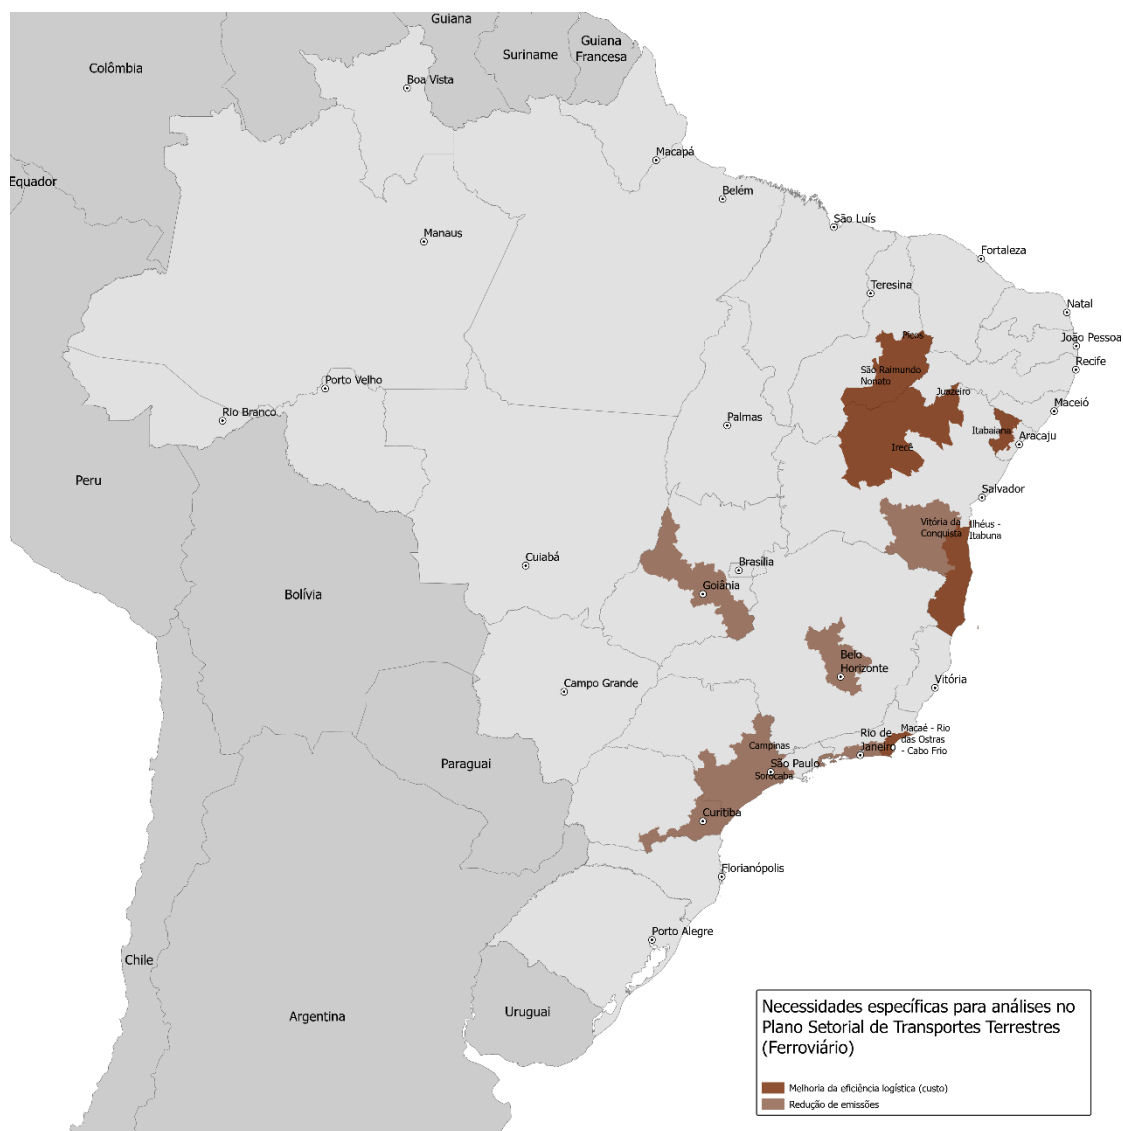 Guiana
Guiana
Francesa
Suriname
Colômbia
Boa Vista
Macapá
Equador
Belém
São Luís
Manaus
Fortaleza
Teresina
Natal
Picos
João Pessoa
Recife
São Raimundo
Nonato
Porto Velho
Juazeiro
Maceió
Rio Branco
Palmas
Itabaiana
Aracaju
Irecê
Peru
Salvador
Vitória da
Conquista
Ilhéus -
Itabuna
Cuiabá
Brasília
Goiânia
Bolívia
Belo
Horizonte
Campo Grande
Vitória
Macaé - Rio
das Ostras
- Cabo Frio
Rio de
Janeiro
Campinas
São Paulo
Sorocaba
Paraguai
Curitiba
Florianópolis
Porto Alegre
Chile
Argentina
Uruguai
Necessidades específicas para análises no
Plano Setorial de Transportes Terrestres
(Ferroviário)
Melhoria da eficiência logística (custo)
Redução de emissões